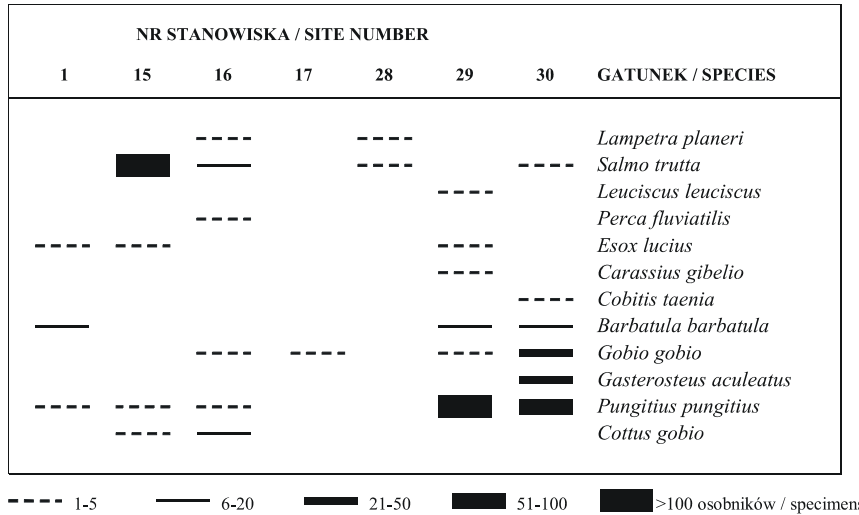 NR STANOWISKA / SITE NUMBER
1 15 16 17 28 29 30 GATUNEK / SPECIES
Lampetra planeri
Salmo trutta
Leuciscus leuciscus
Perca fluviatilis
Esox lucius
Carassius gibelio
Cobitis taenia
Barbatula barbatula
Gobio gobio
Gasterosteus aculeatus
Pungitius pungitius
Cottus gobio
1-5 6-20 21-50 51-100 >100 osobników / specimens